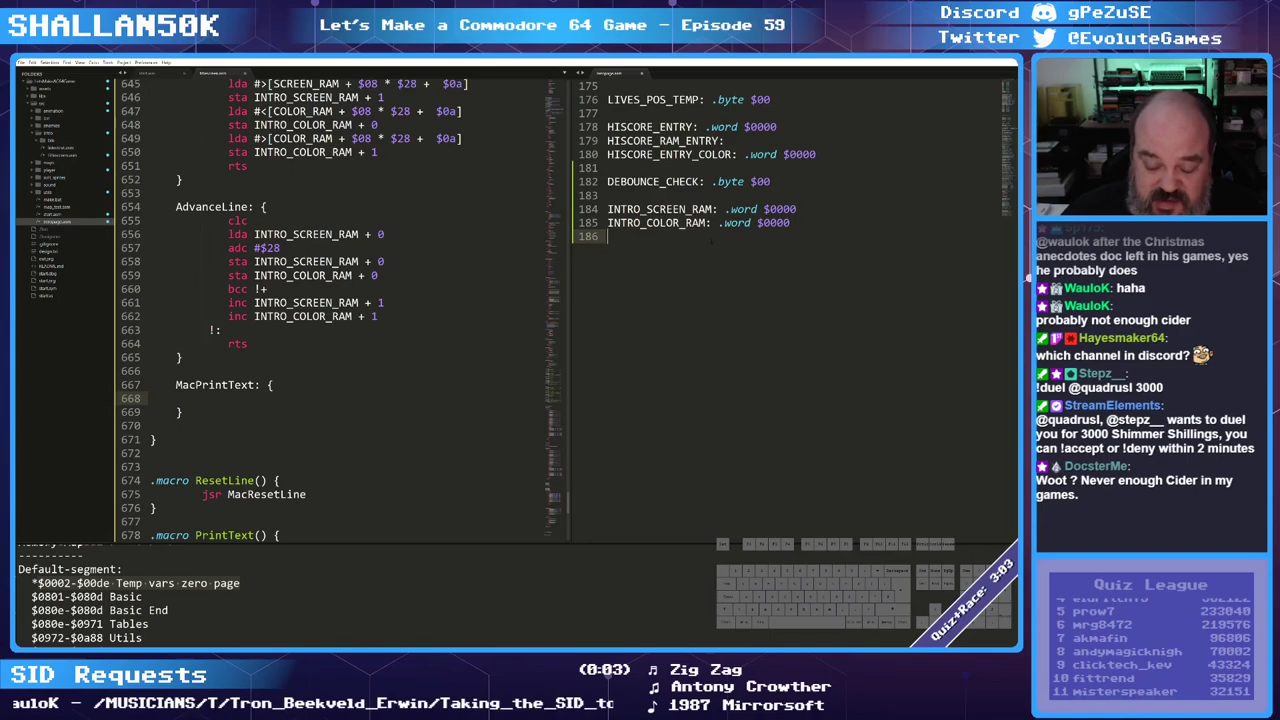 SHALLAN50K
Let's Make a Commodore 64 Game - Episode 59
Discord gPeZuSE
Twitter @EvoluteGames
FOLDERS
645 lda #>[SCREEN_RAM + $08 * $28 + $0a]
646 sta INTRO_SCREEN_RAM + 1
647 lda #<[COLOR_RAM + $08 * $28 + $0a]
648 sta INTRO_COLOR_RAM + 0
649 lda #>[COLOR_RAM + $08 * $28 + $0a]
650 sta INTRO_COLOR_RAM + 1
651 rts
652 }
653
654 AdvanceLine: {
655 clc
656 lda INTRO_SCREEN_RAM + 0
657 adc #$28
658 sta INTRO_SCREEN_RAM + 0
659 sta INTRO_COLOR_RAM + 0
660 bcc !+
661 inc INTRO_SCREEN_RAM + 1
662 inc INTRO_COLOR_RAM + 1
663 !:
664 rts
665 }
666
667 MacPrintText: {
668
669 }
670
671 }
672
673
674 .macro ResetLine() {
675 jsr MacResetLine
676 }
677
678 .macro PrintText() {
175
176 LIVES_POS_TEMP: .byte $00
177
178 HISCORE_ENTRY: .word $0000
179 HISCORE_RAM_ENTRY:
180 HISCORE_ENTRY_COLOR: .word $0000
181
182 DEBOUNCE_CHECK: .byte $00
183
184 INTRO_SCREEN_RAM: .word $0000
185 INTRO_COLOR_RAM: .word $0000
186
----------
Default-segment:
*$0002-$00de Temp vars zero page
$0801-$080d Basic
$080e-$080d Basic End
$080e-$0971 Tables
$0972-$0a88 Utils
Quiz+Race: 3:03
@waulok after the Christmas
anecdotes doc left in his games, yes
he probably does
WauloK: haha
WauloK:
probably not enough cider
Hayesmaker64:
which channel in discord?
Stepz__:
!duel @quadrusl 3000
StreamElements:
@quadrusl, @stepz__ wants to duel
you for 3000 Shimmer Shillings, you
can !accept or !deny within 2 minutes
DocsterMe:
Woot ? Never enough Cider in my
games.
Quiz League
5 prow7 233040
6 mrg8472 219576
7 akmafin 96806
8 andymagicknigh 70002
9 clicktech_kev 43324
10 fittrend 35829
11 misterspeaker 32151
SID Requests
auloK - /MUSICIANS/T/Tron_Beekveld_Erwin/Taking_the_SID_to
(0:03) Zig Zag
Antony Crowther
1987 Mirrorsoft